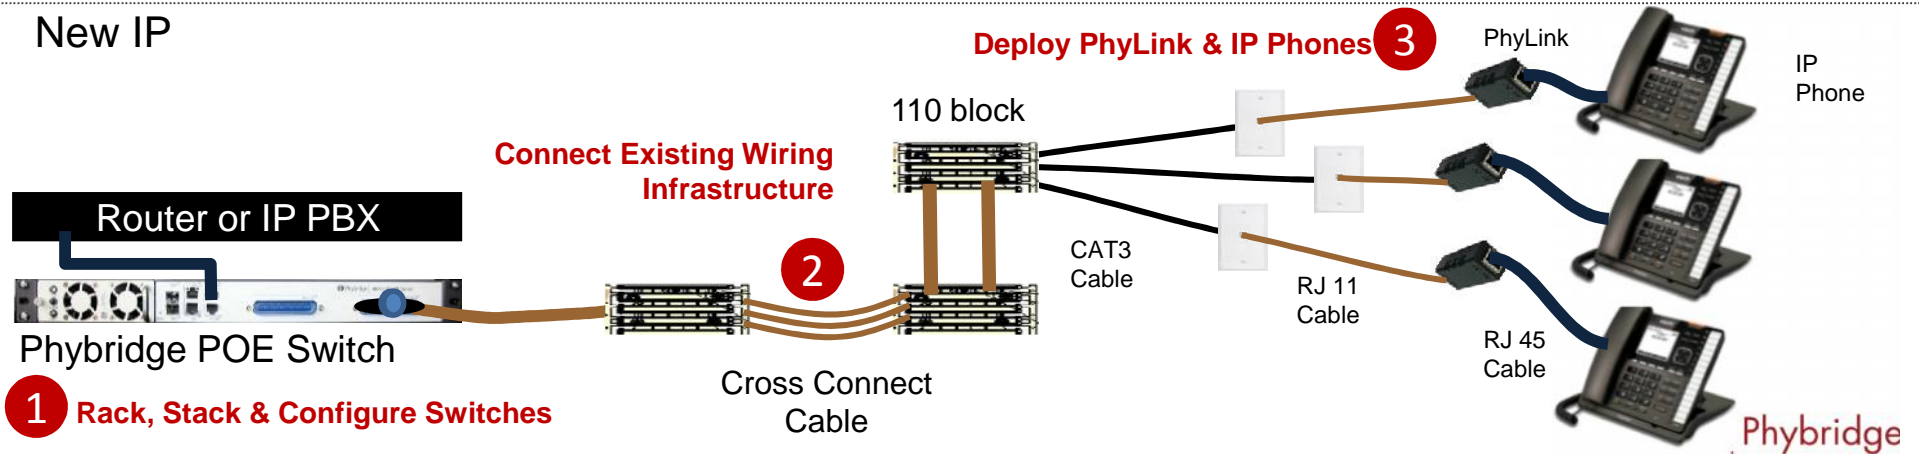 New IP
Deploy PhyLink & IP Phones
3
PhyLink
IP
Phone
110 block
Connect Existing Wiring
Infrastructure
Router or IP PBX
2
CAT3
Cable
RJ 11
Cable
RJ 45
Cable
Phybridge POE Switch
Cross Connect
Cable
1
Rack, Stack & Configure Switches
Phybridge